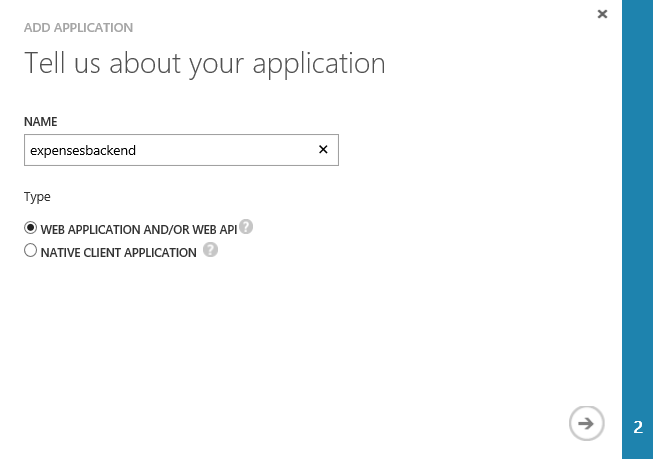 ADD APPLICATION
Tell us about your application
NAME
expensesbackend
Type
WEB APPLICATION AND/OR WEB API ?
NATIVE CLIENT APPLICATION ?
2